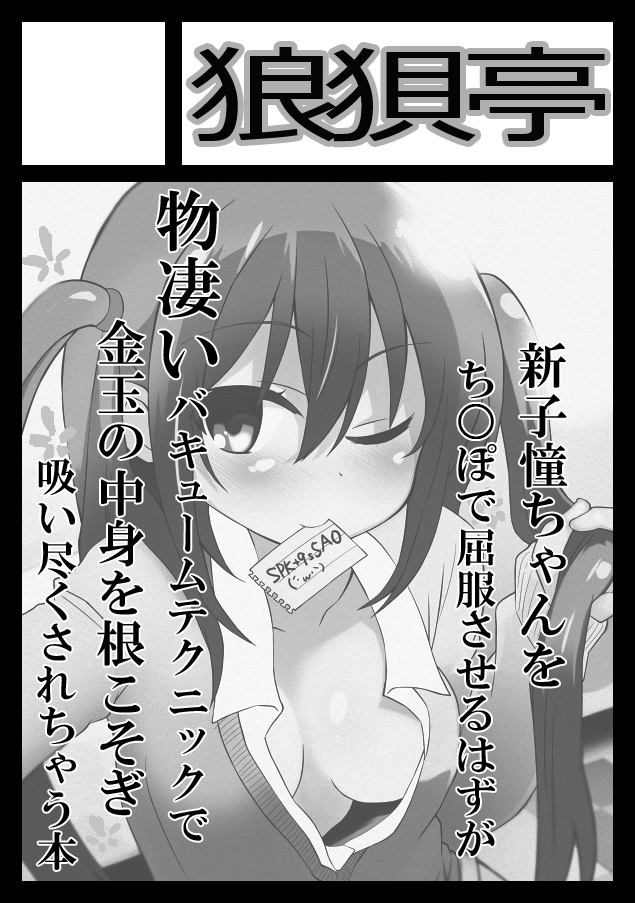 狼狽亭
新子憧ちゃんを
ち〇ぽで屈服させるはずが
物凄いバキュームテクニックで
金玉の中身を根こそぎ
吸い尽くされちゃう本
SPK+9sSAO
(´ω`)